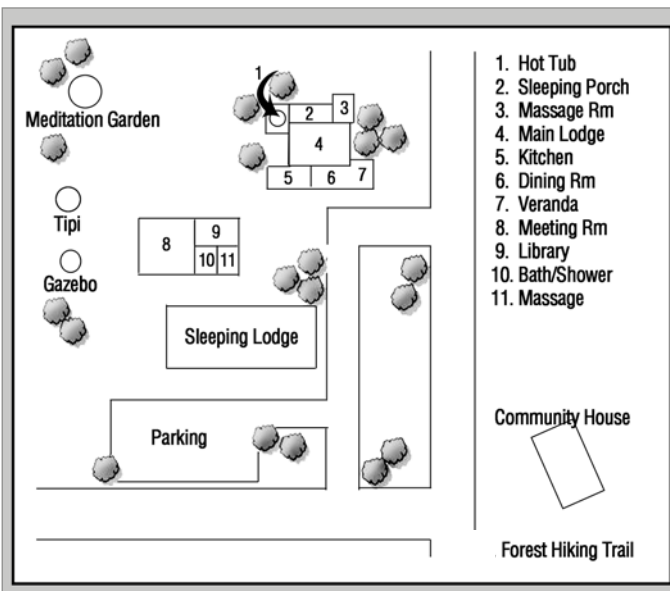 Meditation Garden
Tipi
Gazebo
1
2
3
4
5
6
7
8
9
10
11
Sleeping Lodge
Parking
1. Hot Tub
2. Sleeping Porch
3. Massage Rm
4. Main Lodge
5. Kitchen
6. Dining Rm
7. Veranda
8. Meeting Rm
9. Library
10. Bath/Shower
11. Massage
Community House
Forest Hiking Trail